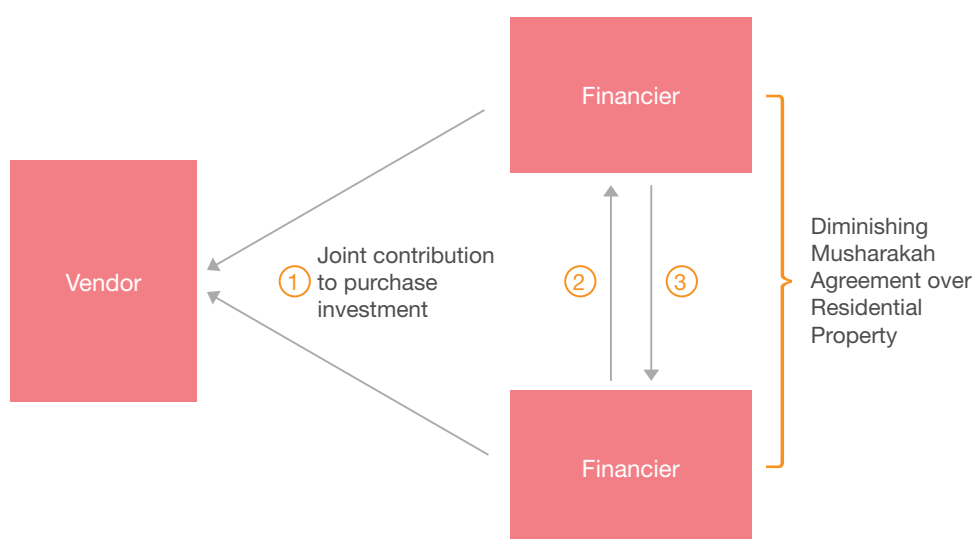 Financier
Vendor
1
Joint contribution
to purchase
investment
2
3
Diminishing
Musharakah
Agreement over
Residential
Property
Financier